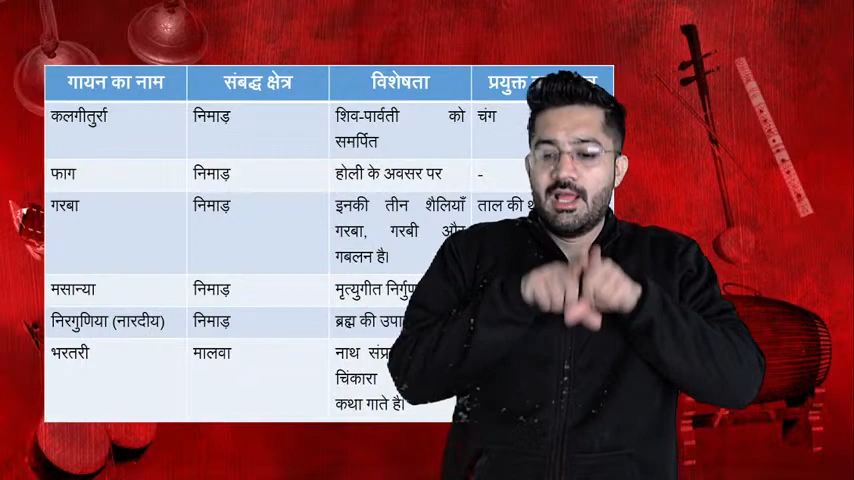 गायन का नाम संबद्ध क्षेत्र विशेषता प्रयुक्त
कलगीतुर्रा निमाड़ शिव-पार्वती को चंग
समर्पित
फाग निमाड़ होली के अवसर पर -
गरबा निमाड़ इनकी तीन शैलियाँ ताल की
गरबा, गरबी और
गबलन है।
मसान्या निमाड़ मृत्युगीत निर्गुण
निरगुणिया (नारदीय) निमाड़ ब्रह्म की
भरतरी मालवा नाथ
चिंकारा
कथा गाते है।